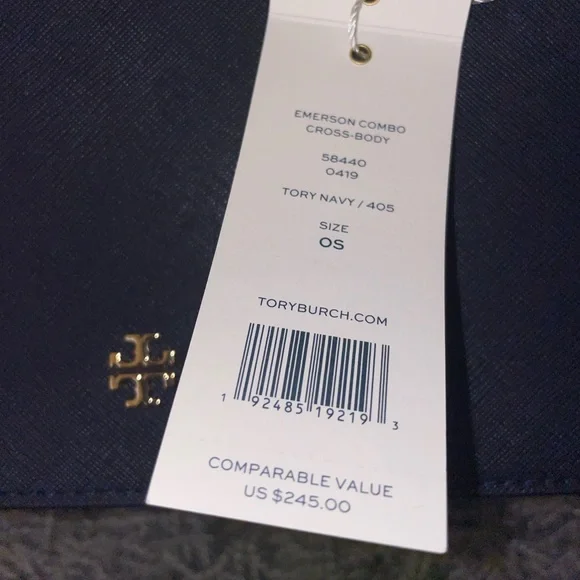 EMERSON COMBO
CROSS-BODY
58440
0419
TORY NAVY / 405
SIZE
OS
TORYBURCH.COM
1 92485 19219 3
COMPARABLE VALUE
US $245.00